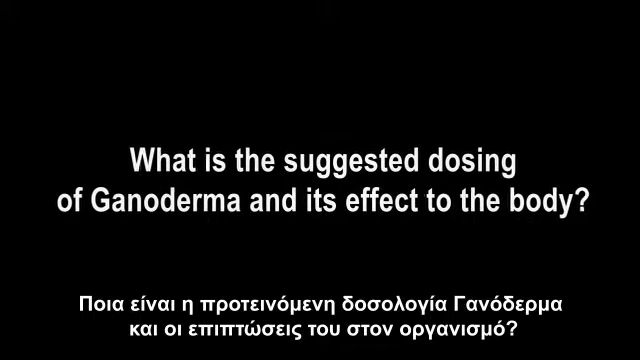 What is the suggested dosing
of Ganoderma and its effect to the body?
Ποια είναι η προτεινόμενη δοσολογία Γανόδερμα
και οι επιπτώσεις του στον οργανισμό?